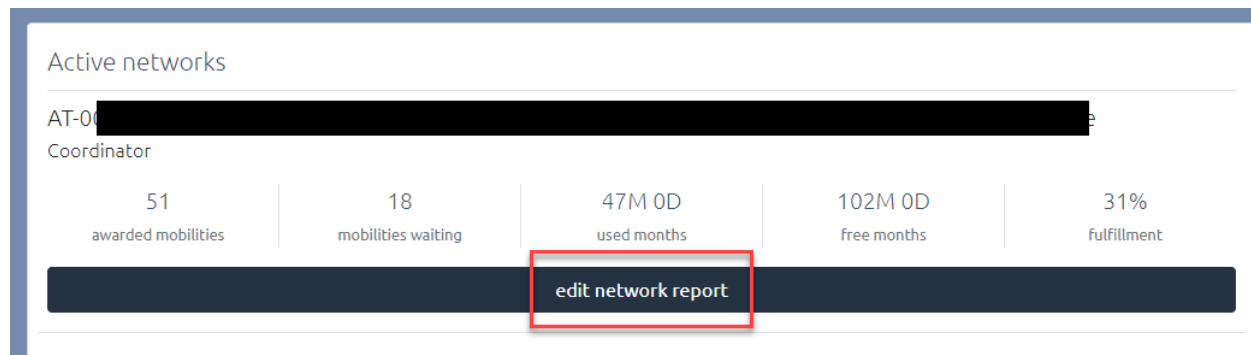 Active networks
AT-00
Coordinator
51 18 47M 0D 102M 0D 31%
awarded mobilities mobilities waiting used months free months fulfillment
edit network report